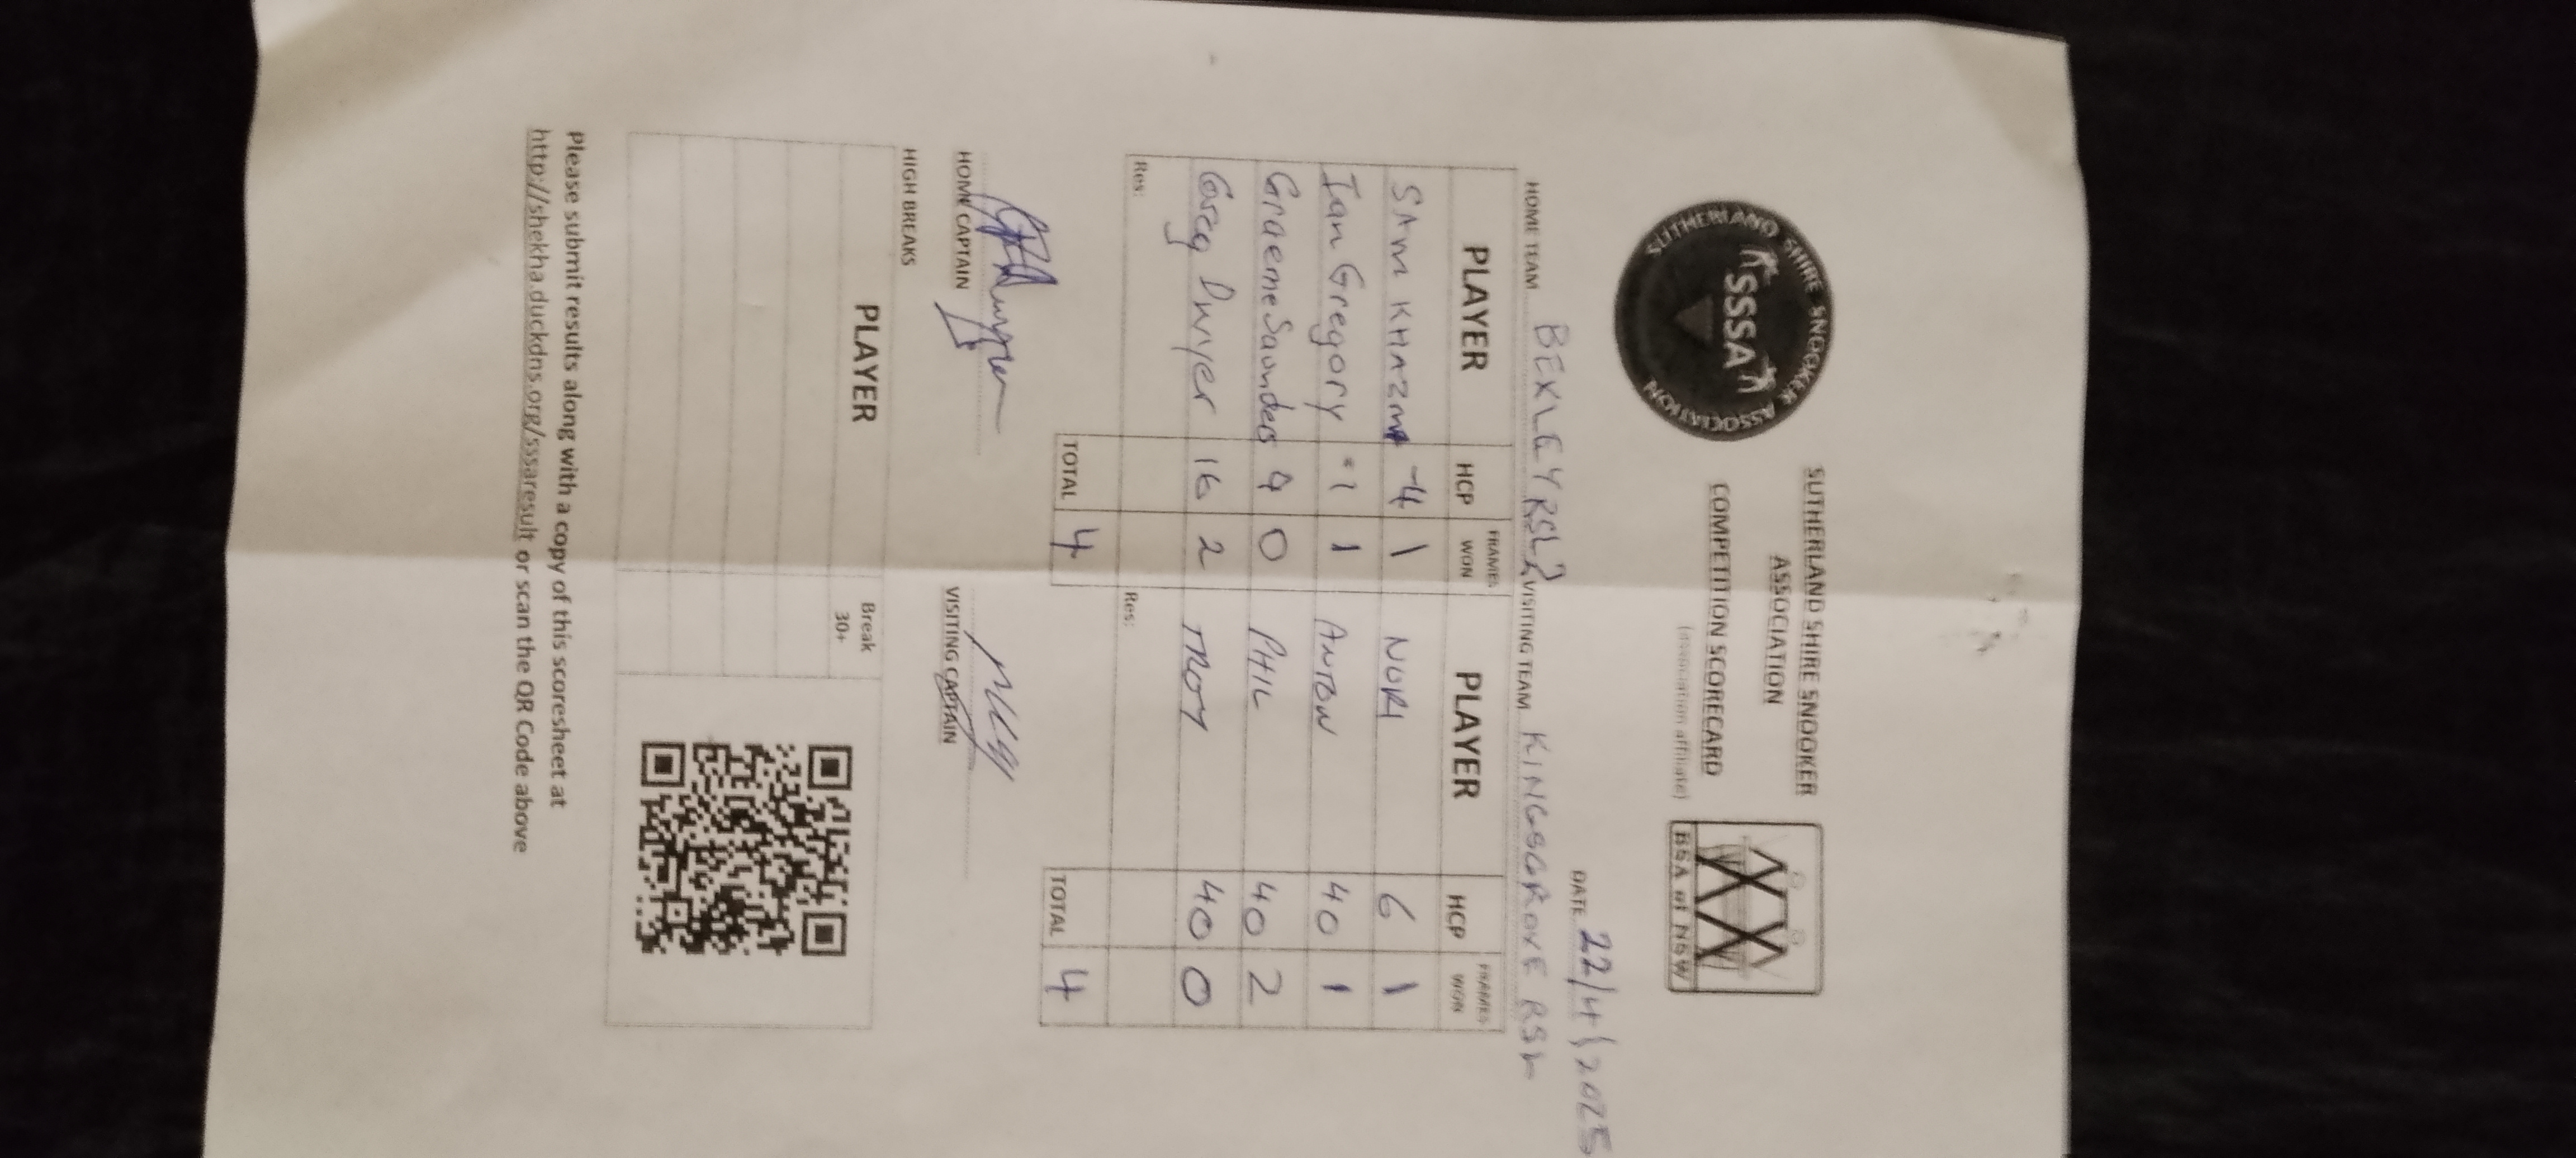 SUTHERLAND SHIRE SNOOKER ASSOCIATION
SSSA
SUTHERLAND SHIRE SNOOKER
ASSOCIATION
COMPETITION SCORECARD
(association affiliate)
BSA of NSW
DATE 22/4/2025
HOME TEAM BEXLEY RSL 2 VISITING TEAM KINGSGROVE RSL
PLAYER HCP FRAMES WON PLAYER HCP FRAMES WON
SAM KHAZMA -4 1 NORI 6 1
Ian Gregory 1 ANTON 40 1
Graeme Saunders 9 0 PHIL 40 2
Greg Dwyer 16 2 TROY 40 0
Res: Res:
TOTAL 4 TOTAL 4
HOME CAPTAIN VISITING CAPTAIN
HIGH BREAKS
PLAYER Break 30+
Please submit results along with a copy of this scoresheet at
http://shekha.duckdns.org/sssaresult or scan the QR Code above